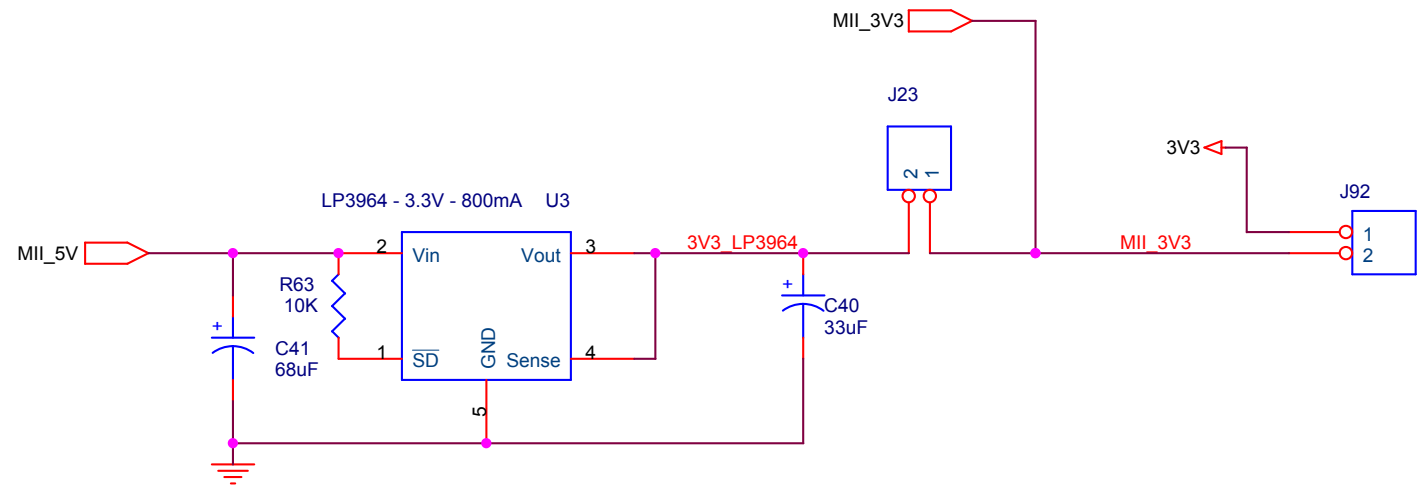 MII_3V3
J23
2
1
3V3
J92
1
2
LP3964 - 3.3V - 800mA U3
MII_5V
2
Vin
Vout
3
3V3_LP3964
MII_3V3
R63
10K
+
C40
33uF
+
C41
68uF
1
SD
GND
Sense
4
5